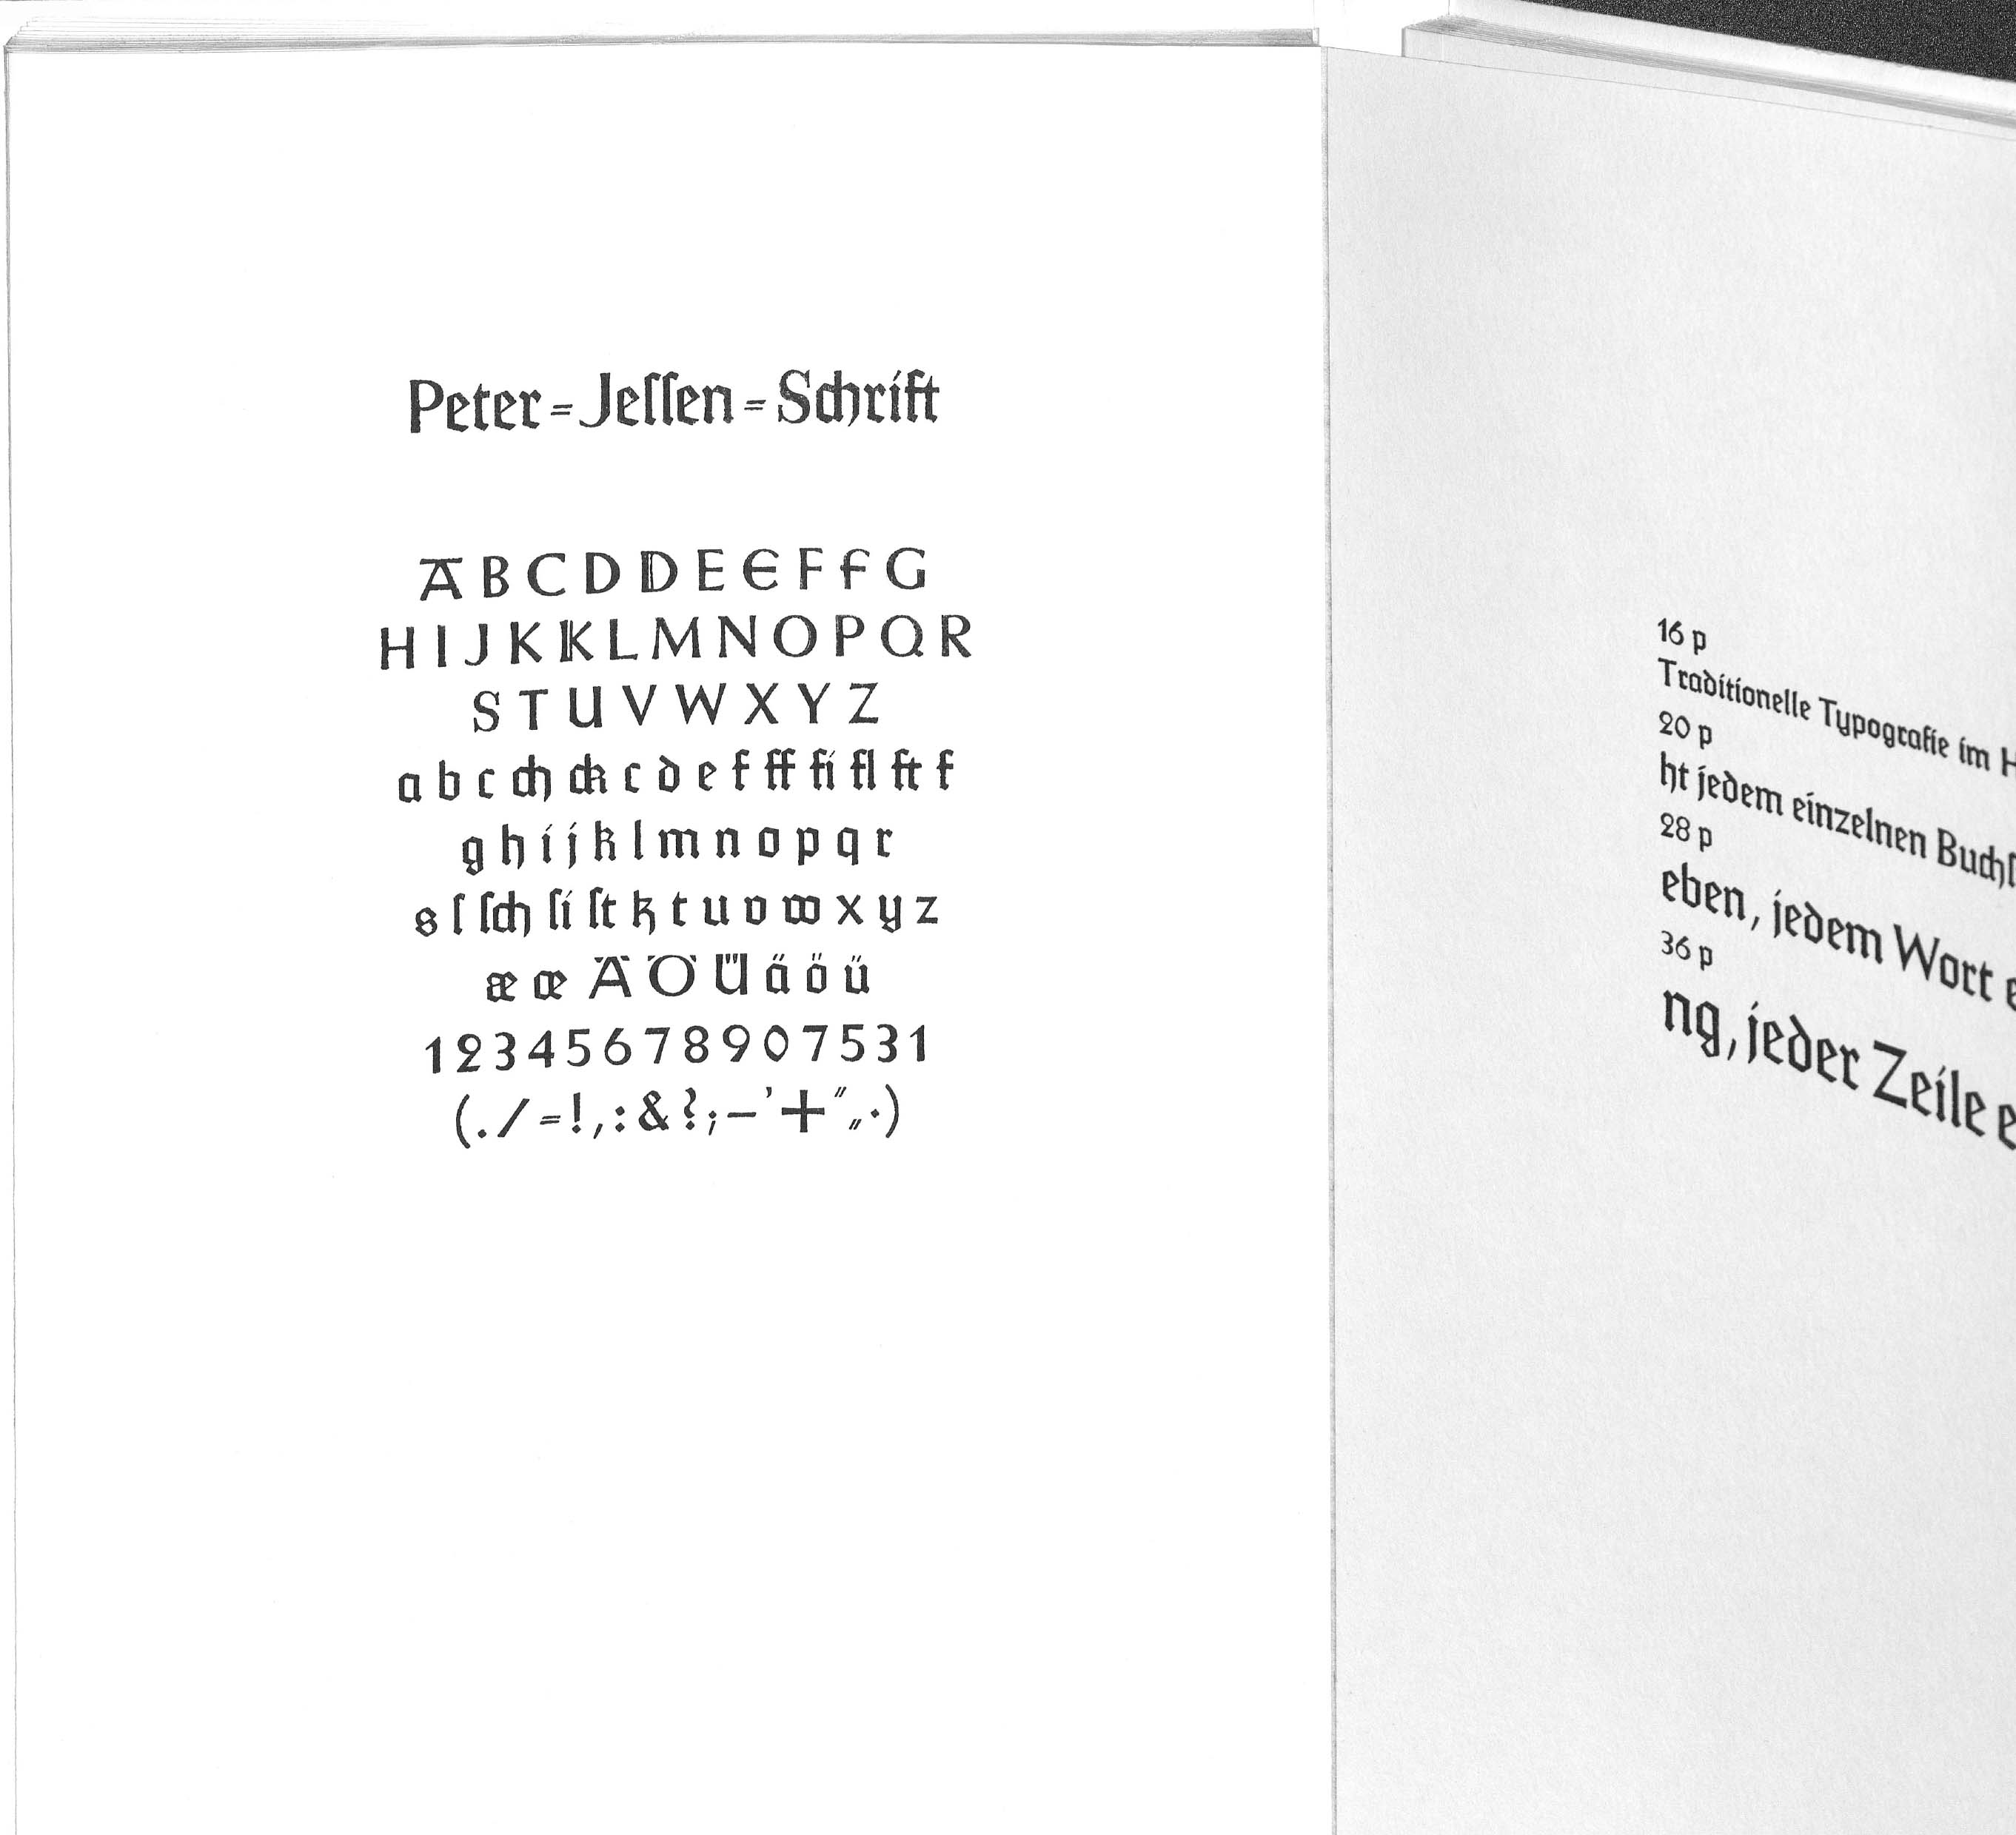 Peter=Jeſſen=Schrift
A B C D D E E F F G
H I J K K L M N O P Q R
S T U V W X Y Z
a b c ch ck c d e f ff fi fl ft f
g h i j k l m n o p q r
s ſ ſch ſi ſt tz t u v w x y z
æ œ Ä Ö Ü ä ö ü
1 2 3 4 5 6 7 8 9 0 7 5 3 1
( . / = ! , : & ? ; – ' + " „ · )
16 p
Traditionelle Typografie im H
20 p
ht jedem einzelnen Buchſ
28 p
eben, jedem Wort e
36 p
ng, jeder Zeile e